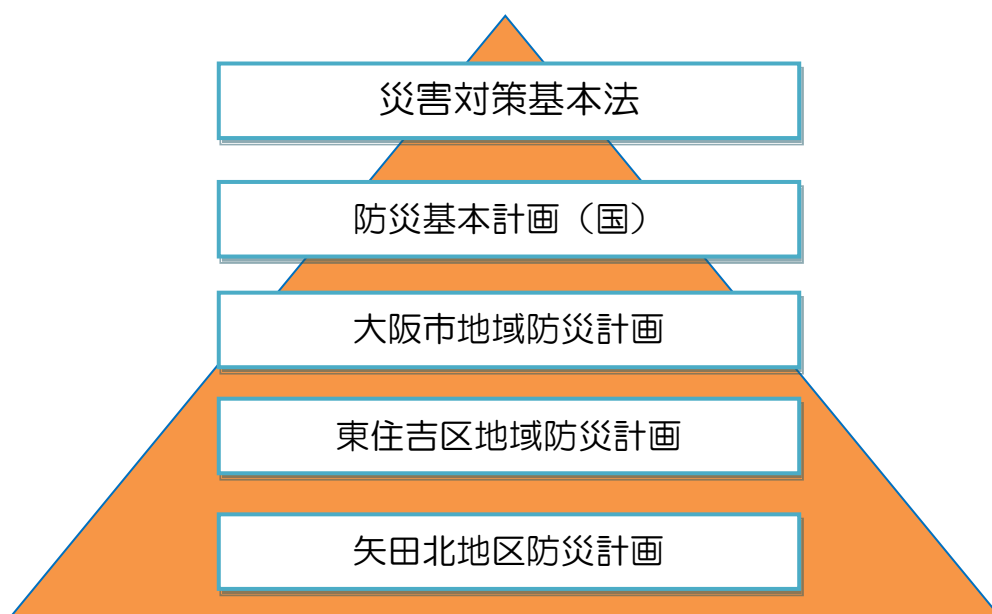 災害対策基本法
防災基本計画（国）
大阪市地域防災計画
東住吉区地域防災計画
矢田北地区防災計画